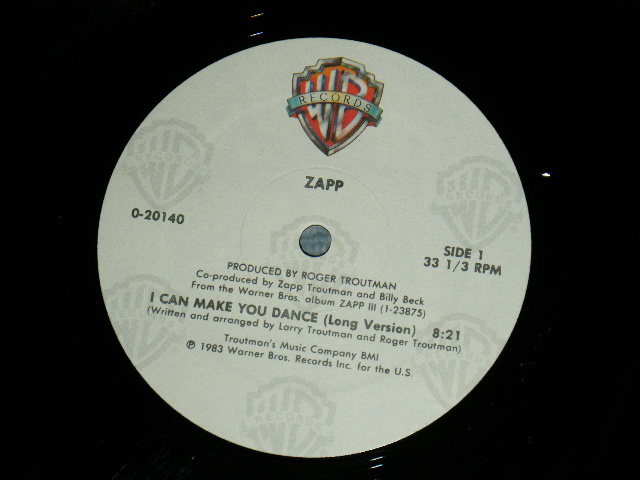 WB
RECORDS
ZAPP
0-20140
SIDE 1
33 1/3 RPM
PRODUCED BY ROGER TROUTMAN
Co-produced by Zapp Troutman and Billy Beck
From the Warner Bros. album ZAPP III (1-23875)
I CAN MAKE YOU DANCE (Long Version) 8:21
(Written and arranged by Larry Troutman and Roger Troutman)
Troutman's Music Company BMI
℗ 1983 Warner Bros. Records Inc. for the U.S.